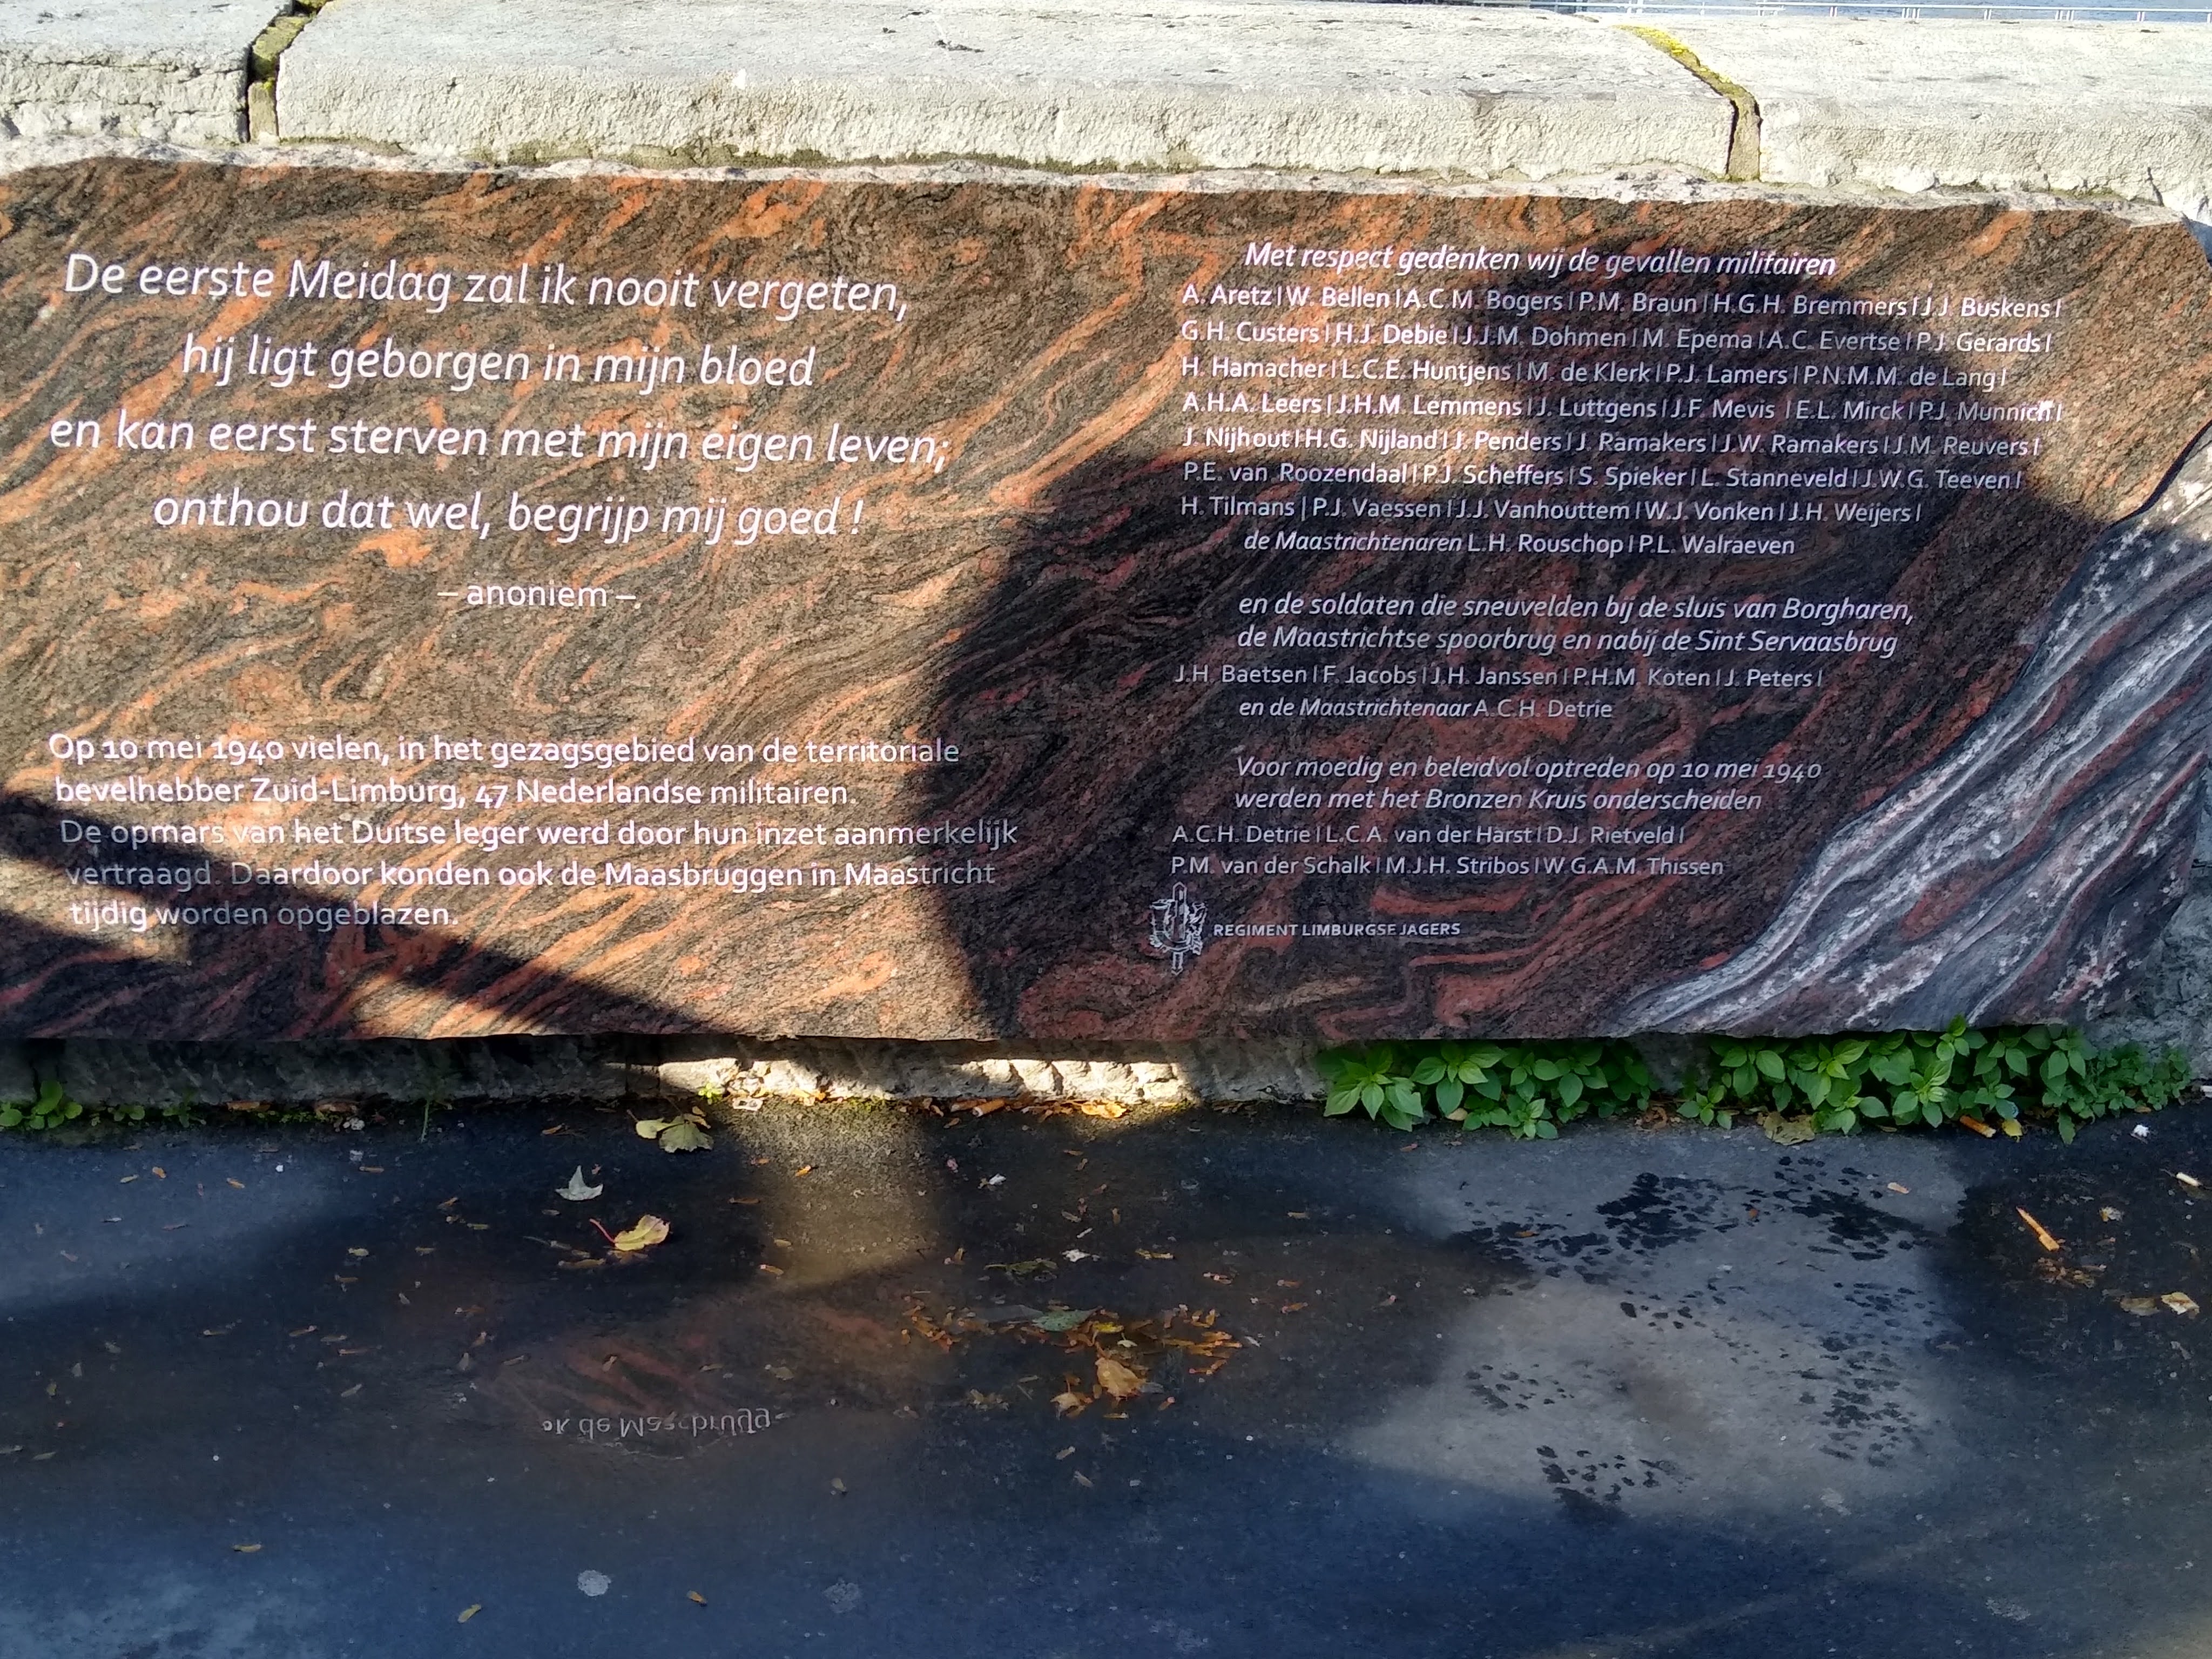 De eerste Meidag zal ik nooit vergeten,
hij ligt geborgen in mijn bloed
en kan eerst sterven met mijn eigen leven;
onthou dat wel, begrijp mij goed !
– anoniem –
Op 10 mei 1940 vielen, in het gezagsgebied van de territoriale
bevelhebber Zuid-Limburg, 47 Nederlandse militairen.
De opmars van het Duitse leger werd door hun inzet aanmerkelijk
vertraagd. Daardoor konden ook de Maasbruggen in Maastricht
tijdig worden opgeblazen.
Met respect gedenken wij de gevallen militairen
A. Aretz | W. Bellen | A.C.M. Bogers | P.M. Braun | H.G.H. Bremmers | J.J. Buskens |
G.H. Custers | H.J. Debie | J.J.M. Dohmen | M. Epema | A.C. Evertse | P.J. Gerards |
H. Hamacher | L.C.E. Huntjens | M. de Klerk | P.J. Lamers | P.N.M.M. de Lang |
A.H.A. Leers | J.H.M. Lemmens | J. Luttgens | J.F. Mevis | E.L. Mirck | P.J. Munnich |
J. Nijhout | H.G. Nijland | J. Penders | J. Ramakers | J.W. Ramakers | J.M. Reuvers |
P.E. van Roozendaal | P.J. Scheffers | S. Spieker | L. Stanneveld | J.W.G. Teeven |
H. Tilmans | P.J. Vaessen | J.J. Vanhouttem | W.J. Vonken | J.H. Weijers |
de Maastrichtenaren L.H. Rouschop | P.L. Walraeven
en de soldaten die sneuvelden bij de sluis van Borgharen,
de Maastrichtse spoorbrug en nabij de Sint Servaasbrug
J.H. Baetsen | F. Jacobs | J.H. Janssen | P.H.M. Koten | J. Peters |
en de Maastrichtenaar A.C.H. Detrie
Voor moedig en beleidvol optreden op 10 mei 1940
werden met het Bronzen Kruis onderscheiden
A.C.H. Detrie | L.C.A. van der Harst | D.J. Rietveld |
P.M. van der Schalk | M.J.H. Stribos | W.G.A.M. Thissen
REGIMENT LIMBURGSE JAGERS